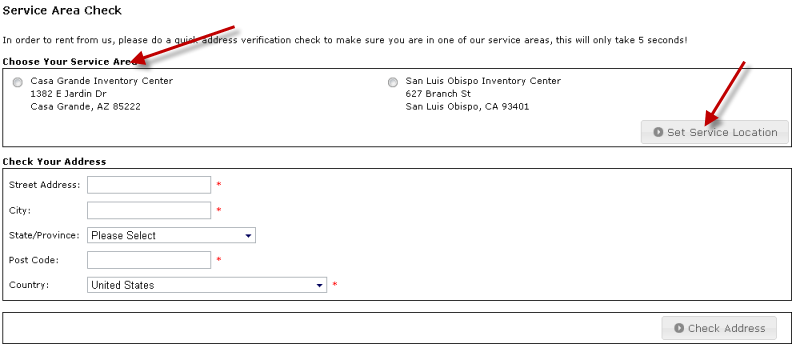 Service Area Check
In order to rent from us, please do a quick address verification check to make sure you are in one of our service areas, this will only take 5 seconds!
Choose Your Service Area
Casa Grande Inventory Center
1382 E Jardin Dr
Casa Grande, AZ 85222
San Luis Obispo Inventory Center
627 Branch St
San Luis Obispo, CA 93401
Set Service Location
Check Your Address
Street Address: *
City: *
State/Province: Please Select
Post Code: *
Country: United States *
Check Address